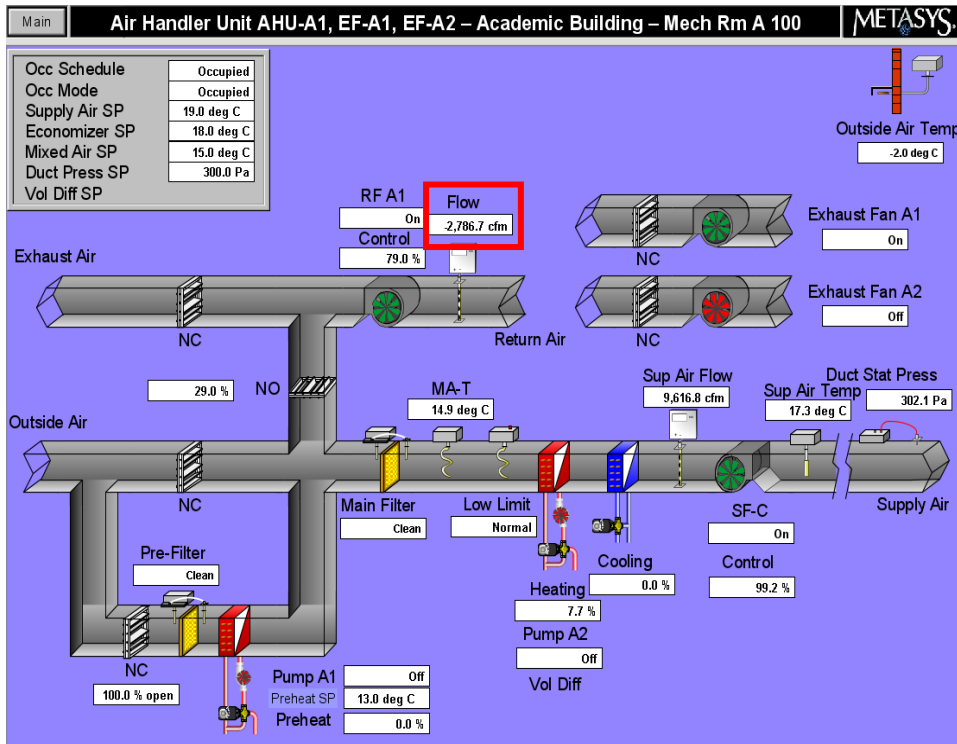 Main
Air Handler Unit AHU-A1, EF-A1, EF-A2 – Academic Building – Mech Rm A 100
METASYS.
Occ Schedule Occupied
Occ Mode Occupied
Supply Air SP 19.0 deg C
Economizer SP 18.0 deg C
Mixed Air SP 15.0 deg C
Duct Press SP 300.0 Pa
Vol Diff SP
Outside Air Temp
-2.0 deg C
RF A1
On
Control
79.0 %
Flow
-2,786.7 cfm
Exhaust Fan A1
On
NC
Exhaust Air
Exhaust Fan A2
Off
NC
Return Air
NC
29.0 %
NO
MA-T
14.9 deg C
Sup Air Flow
9,616.8 cfm
Sup Air Temp
17.3 deg C
Duct Stat Press
302.1 Pa
Outside Air
NC
Main Filter
Clean
Low Limit
Normal
SF-C
On
Supply Air
Pre-Filter
Clean
Cooling
0.0 %
Control
99.2 %
Heating
7.7 %
Pump A2
Off
Vol Diff
NC
100.0 % open
Pump A1 Off
Preheat SP 13.0 deg C
Preheat 0.0 %